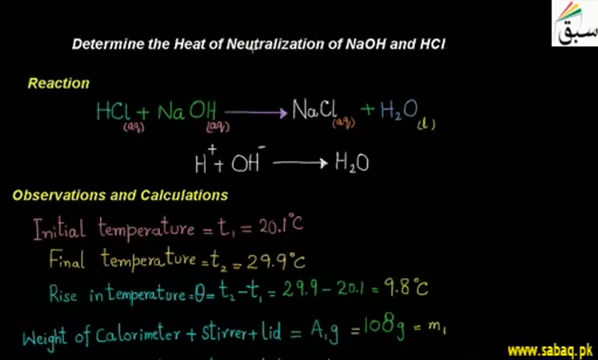 سبق
Determine the Heat of Neutralization of NaOH and HCl
Reaction
HCl(aq) + NaOH(aq) ⟶ NaCl(aq) + H₂O(l)
H⁺ + OH⁻ ⟶ H₂O
Observations and Calculations
Initial temperature = t₁ = 20.1°C
Final temperature = t₂ = 29.9°C
Rise in temperature = θ = t₂ - t₁ = 29.9 - 20.1 = 9.8°C
Weight of Calorimeter + stirrer + lid = A₁g = 108g = m₁
www.sabaq.pk